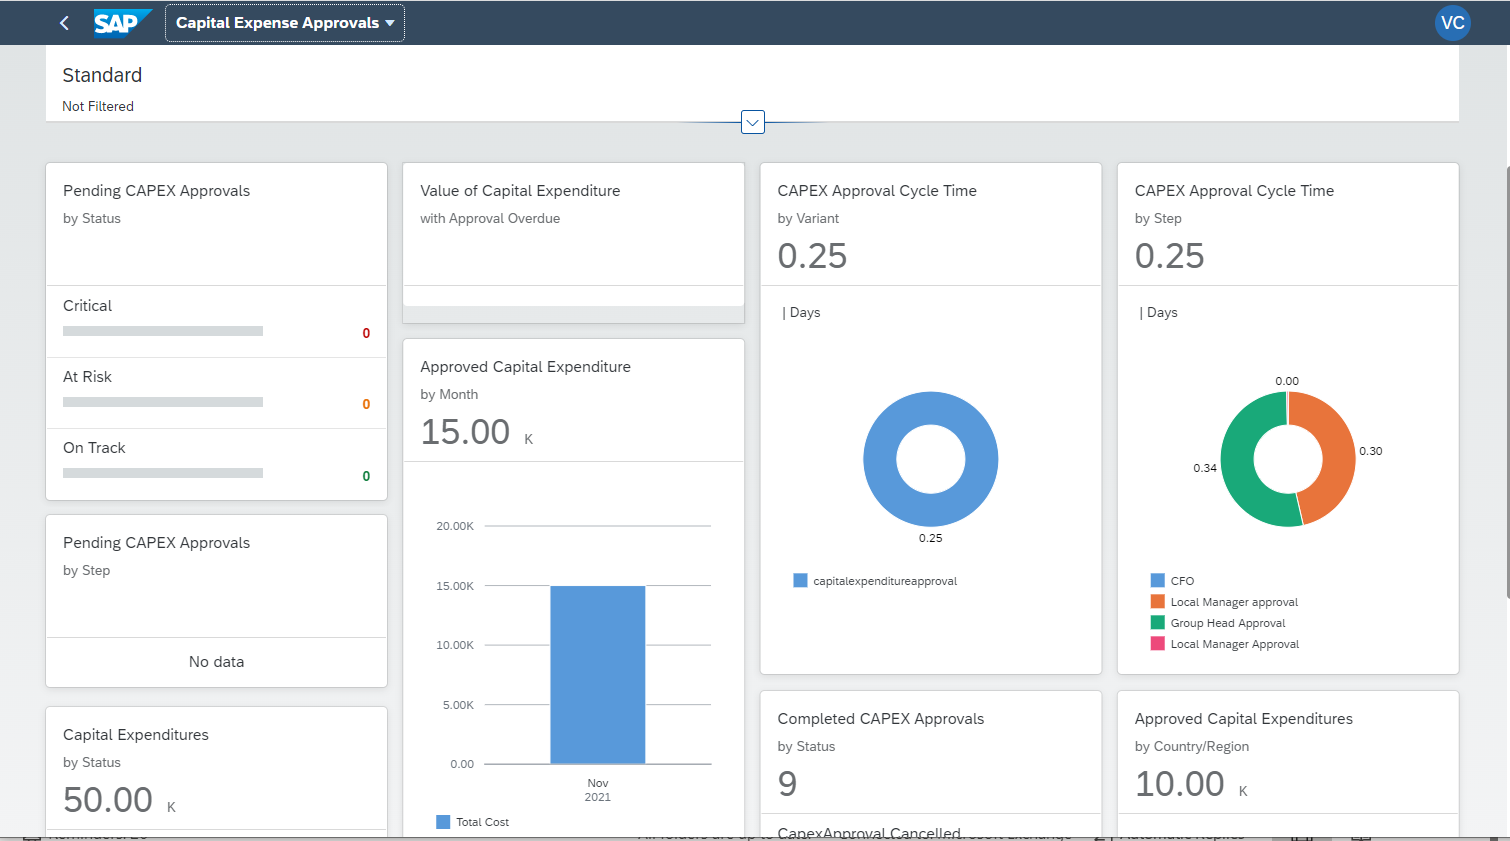 SAP
Capital Expense Approvals
VC
Standard
Not Filtered
Pending CAPEX Approvals
by Status
Critical
0
At Risk
0
On Track
0
Pending CAPEX Approvals
by Step
No data
Capital Expenditures
by Status
50.00 K
Value of Capital Expenditure
with Approval Overdue
Approved Capital Expenditure
by Month
15.00 K
20.00K
15.00K
10.00K
5.00K
0.00
Nov
2021
Total Cost
CAPEX Approval Cycle Time
by Variant
0.25
| Days
0.25
capitalexpenditureapproval
Completed CAPEX Approvals
by Status
9
CapexApproval Cancelled
CAPEX Approval Cycle Time
by Step
0.25
| Days
0.00
0.30
0.34
CFO
Local Manager approval
Group Head Approval
Local Manager Approval
Approved Capital Expenditures
by Country/Region
10.00 K